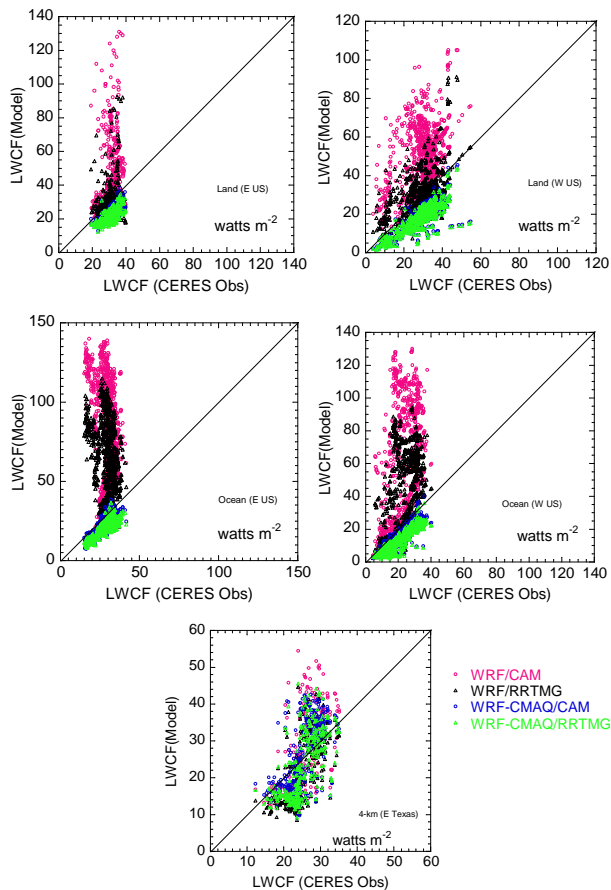 140
120
100
80
60
40
20
0
LWCF(Model)
Land (E US)
watts m-2
0 20 40 60 80 100 120 140
LWCF (CERES Obs)
120
100
80
60
40
20
0
LWCF(Model)
Land (W US)
watts m-2
0 20 40 60 80 100 120
LWCF (CERES Obs)
150
100
50
0
LWCF(Model)
Ocean (E US)
watts m-2
0 50 100 150
LWCF (CERES Obs)
140
120
100
80
60
40
20
0
LWCF(Model)
Ocean (W US)
watts m-2
0 20 40 60 80 100 120 140
LWCF (CERES Obs)
60
50
40
30
20
10
0
LWCF(Model)
4-km (E Texas)
watts m-2
0 10 20 30 40 50 60
LWCF (CERES Obs)
WRF/CAM
WRF/RRTMG
WRF-CMAQ/CAM
WRF-CMAQ/RRTMG